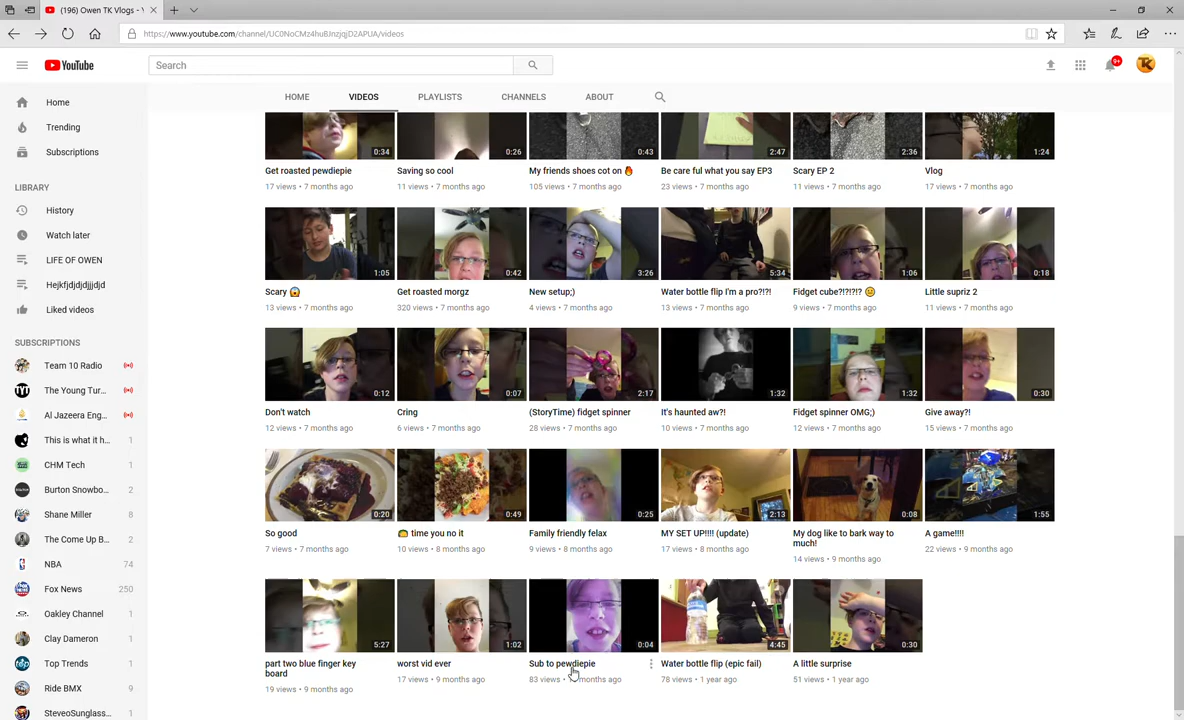 (196) Owen TK Vlogs - Y
https://www.youtube.com/channel/UC0NoCMz4huBJnzjqjD2APUA/videos
YouTube
Search
9+
TK
HOME VIDEOS PLAYLISTS CHANNELS ABOUT
Home
Trending
Subscriptions
LIBRARY
History
Watch later
LIFE OF OWEN
Hejkfjdjdjdjjjdjd
Liked videos
SUBSCRIPTIONS
Team 10 Radio
The Young Tur...
Al Jazeera Eng...
This is what it h... 1
CHM Tech 1
Burton Snowbo... 2
Shane Miller 8
The Come Up B... 2
NBA 74
Fox News 250
Oakley Channel 1
Clay Dameron 1
Top Trends 1
Ride BMX 9
SteveoSunglass... 1
0:34 0:26 0:43 2:47 2:36 1:24
Get roasted pewdiepie Saving so cool My friends shoes cot on 🔥 Be care ful what you say EP3 Scary EP 2 Vlog
17 views • 7 months ago 11 views • 7 months ago 105 views • 7 months ago 23 views • 7 months ago 11 views • 7 months ago 17 views • 7 months ago
1:05 0:42 3:26 5:34 1:06 0:18
Scary 😱 Get roasted morgz New setup;) Water bottle flip I'm a pro?!?! Fidget cube?!?!?!? 😐 Little supriz 2
13 views • 7 months ago 320 views • 7 months ago 4 views • 7 months ago 13 views • 7 months ago 9 views • 7 months ago 11 views • 7 months ago
0:12 0:07 2:17 1:32 1:32 0:30
Don't watch Cring (StoryTime) fidget spinner It's haunted aw?! Fidget spinner OMG;) Give away?!
12 views • 7 months ago 6 views • 7 months ago 28 views • 7 months ago 10 views • 7 months ago 12 views • 7 months ago 15 views • 7 months ago
0:20 0:49 0:25 2:13 0:08 1:55
So good 🌮 time you no it Family friendly felax MY SET UP!!!! (update) My dog like to bark way to much! A game!!!!
7 views • 7 months ago 10 views • 8 months ago 9 views • 8 months ago 17 views • 8 months ago 14 views • 9 months ago 22 views • 9 months ago
5:27 1:02 0:04 4:45 0:30
part two blue finger key board worst vid ever Sub to pewdiepie Water bottle flip (epic fail) A little surprise
19 views • 9 months ago 17 views • 9 months ago 83 views • months ago 78 views • 1 year ago 51 views • 1 year ago